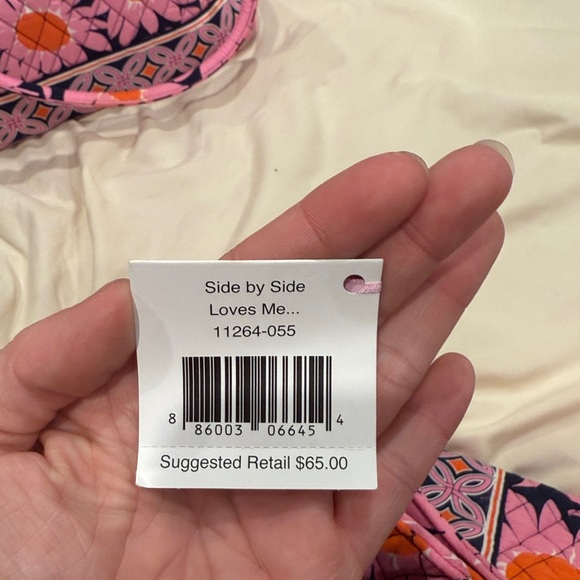 Side by Side
Loves Me...
11264-055
8 86003 06645 4
Suggested Retail $65.00